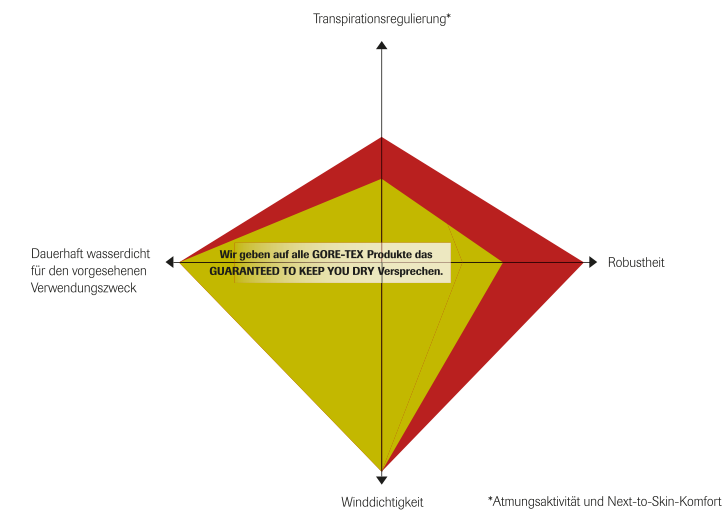 Transpirationsregulierung*
Dauerhaft wasserdicht
für den vorgesehenen
Verwendungszweck
Wir geben auf alle GORE-TEX Produkte das
GUARANTEED TO KEEP YOU DRY Versprechen.
Robustheit
Winddichtigkeit
*Atmungsaktivität und Next-to-Skin-Komfort